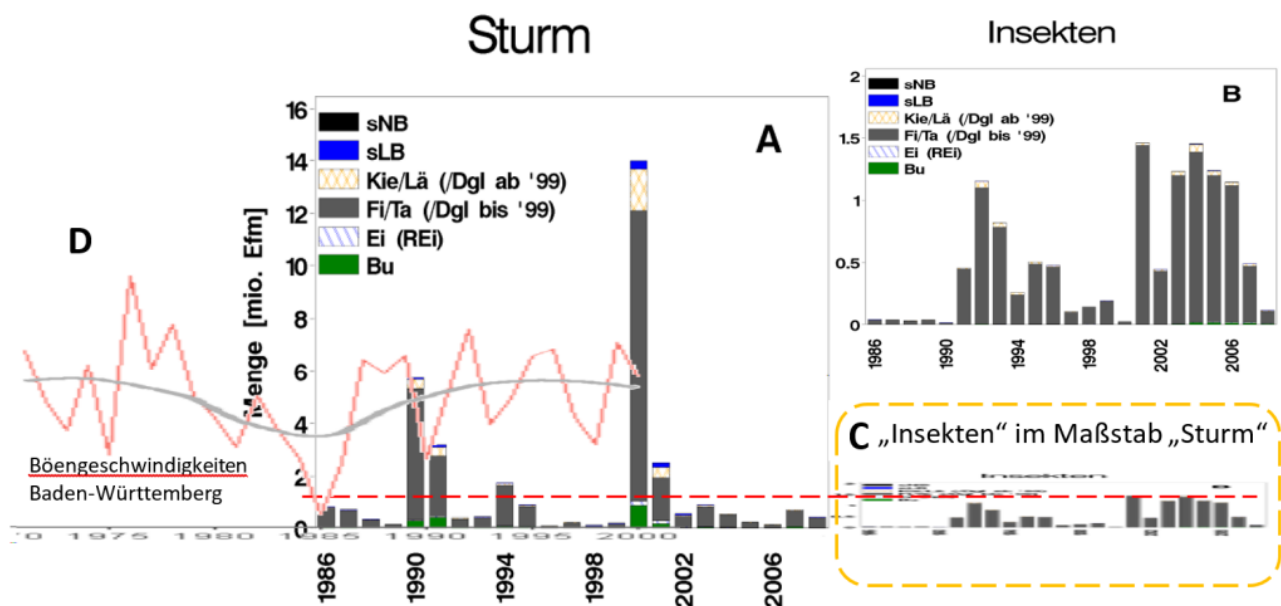 Sturm
Insekten
A
B
D
Menge [mio. Efm]
16
14
12
10
8
6
4
2
0
sNB
sLB
Kie/Lä (/Dgl ab '99)
Fi/Ta (/Dgl bis '99)
Ei (REi)
Bu
1986
1990
1994
1998
2002
2006
2
1.5
1
0.5
0
sNB
sLB
Kie/Lä (/Dgl ab '99)
Fi/Ta (/Dgl bis '99)
Ei (REi)
Bu
1986
1990
1994
1998
2002
2006
Böengeschwindigkeiten
Baden-Württemberg
1975
1980
1985
1990
1995
2000
C „Insekten“ im Maßstab „Sturm“
Insekten